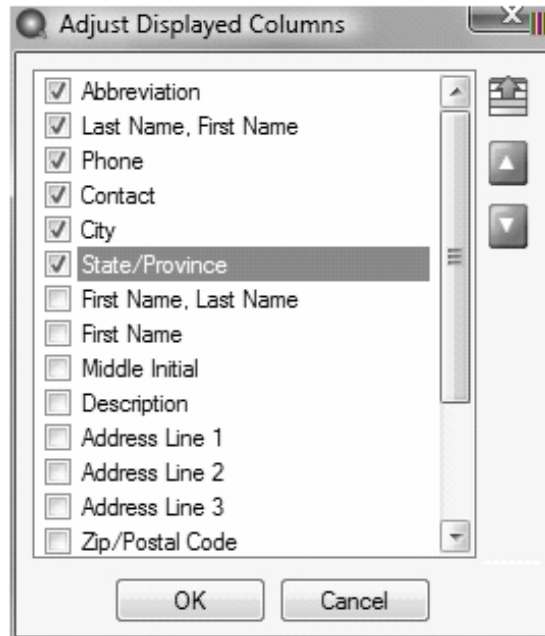 Adjust Displayed Columns
Abbreviation
Last Name, First Name
Phone
Contact
City
State/Province
First Name, Last Name
First Name
Middle Initial
Description
Address Line 1
Address Line 2
Address Line 3
Zip/Postal Code
OK
Cancel